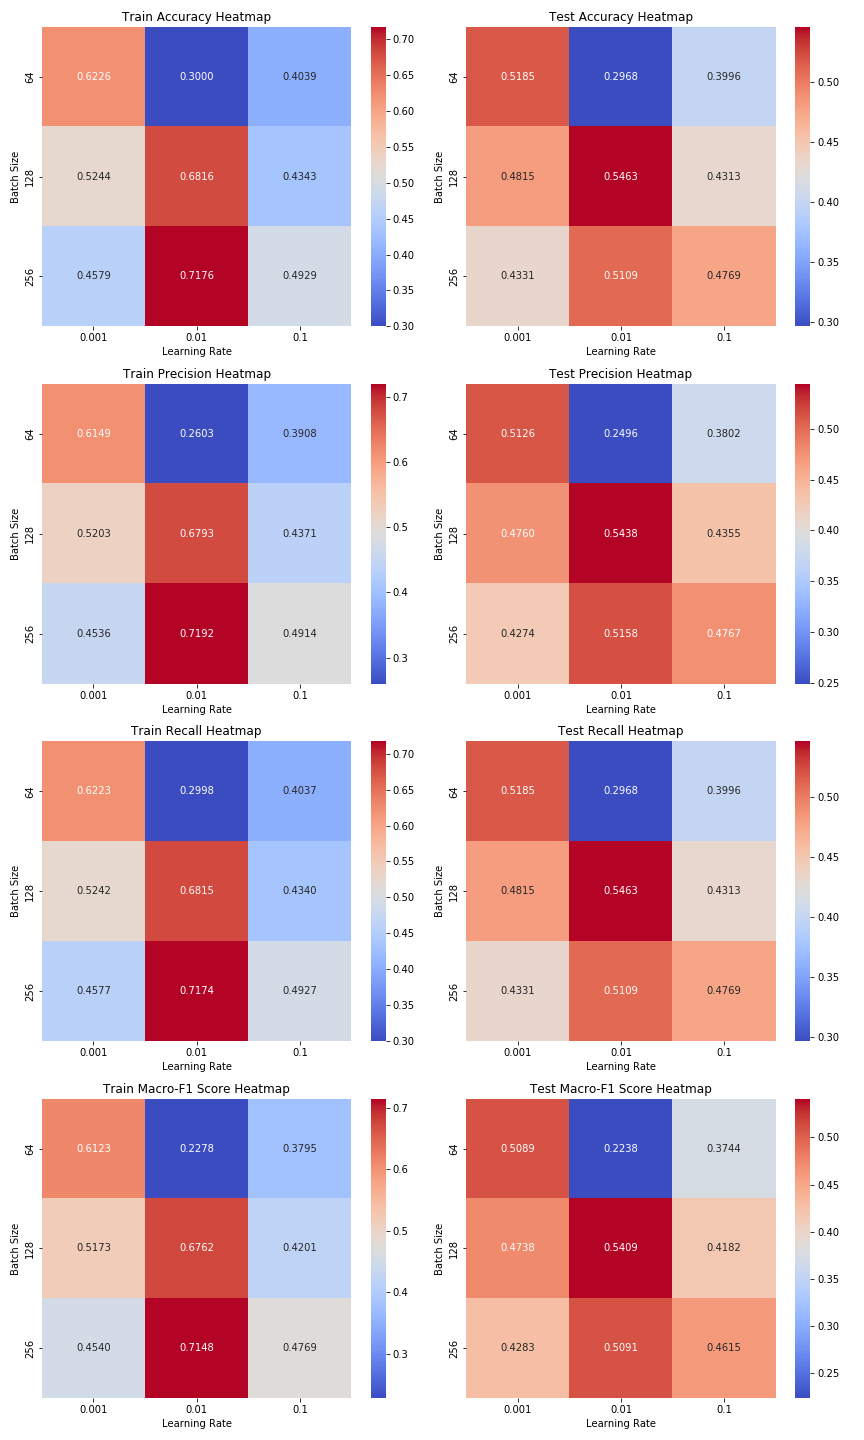 Train Accuracy Heatmap
64
128
256
Batch Size
0.6226 0.3000 0.4039
0.5244 0.6816 0.4343
0.4579 0.7176 0.4929
0.001 0.01 0.1
Learning Rate
0.70
0.65
0.60
0.55
0.50
0.45
0.40
0.35
0.30
Test Accuracy Heatmap
64
128
256
Batch Size
0.5185 0.2968 0.3996
0.4815 0.5463 0.4313
0.4331 0.5109 0.4769
0.001 0.01 0.1
Learning Rate
0.50
0.45
0.40
0.35
0.30
Train Precision Heatmap
64
128
256
Batch Size
0.6149 0.2603 0.3908
0.5203 0.6793 0.4371
0.4536 0.7192 0.4914
0.001 0.01 0.1
Learning Rate
0.7
0.6
0.5
0.4
0.3
Test Precision Heatmap
64
128
256
Batch Size
0.5126 0.2496 0.3802
0.4760 0.5438 0.4355
0.4274 0.5158 0.4767
0.001 0.01 0.1
Learning Rate
0.50
0.45
0.40
0.35
0.30
0.25
Train Recall Heatmap
64
128
256
Batch Size
0.6223 0.2998 0.4037
0.5242 0.6815 0.4340
0.4577 0.7174 0.4927
0.001 0.01 0.1
Learning Rate
0.70
0.65
0.60
0.55
0.50
0.45
0.40
0.35
0.30
Test Recall Heatmap
64
128
256
Batch Size
0.5185 0.2968 0.3996
0.4815 0.5463 0.4313
0.4331 0.5109 0.4769
0.001 0.01 0.1
Learning Rate
0.50
0.45
0.40
0.35
0.30
Train Macro-F1 Score Heatmap
64
128
256
Batch Size
0.6123 0.2278 0.3795
0.5173 0.6762 0.4201
0.4540 0.7148 0.4769
0.001 0.01 0.1
Learning Rate
0.7
0.6
0.5
0.4
0.3
Test Macro-F1 Score Heatmap
64
128
256
Batch Size
0.5089 0.2238 0.3744
0.4738 0.5409 0.4182
0.4283 0.5091 0.4615
0.001 0.01 0.1
Learning Rate
0.50
0.45
0.40
0.35
0.30
0.25